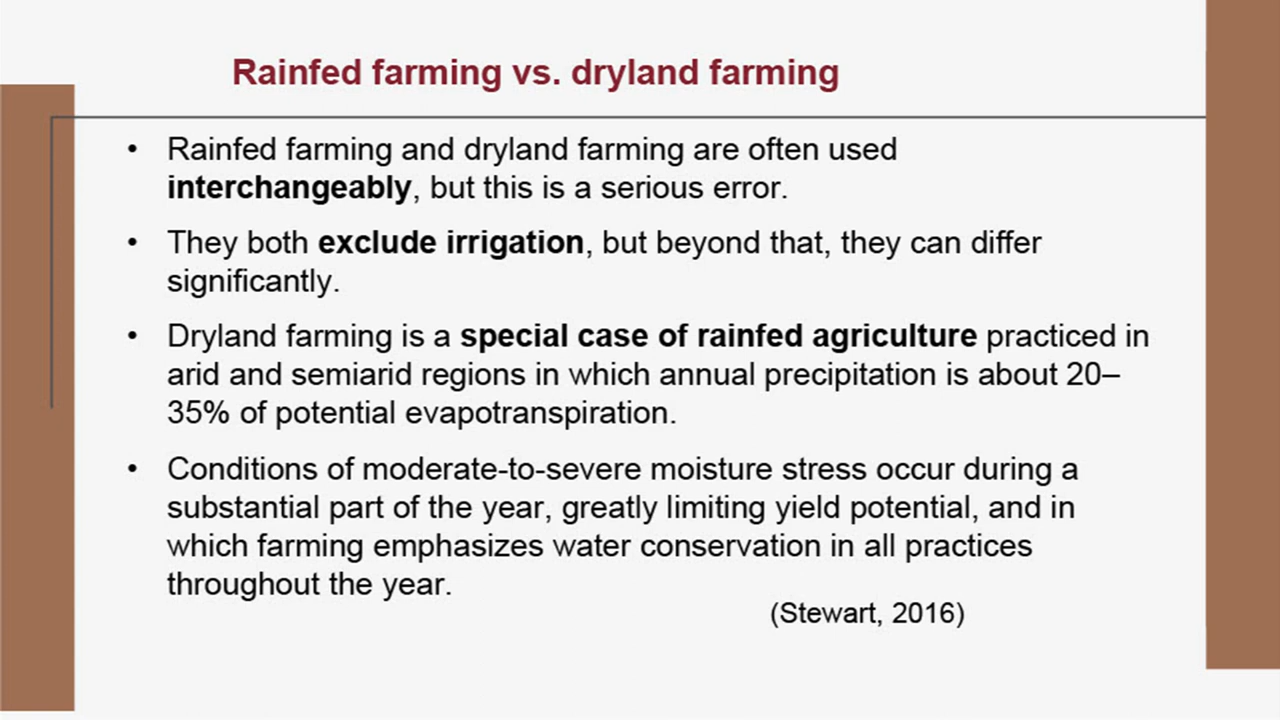 Rainfed farming vs. dryland farming
• Rainfed farming and dryland farming are often used
interchangeably, but this is a serious error.
• They both exclude irrigation, but beyond that, they can differ
significantly.
• Dryland farming is a special case of rainfed agriculture practiced in
arid and semiarid regions in which annual precipitation is about 20–
35% of potential evapotranspiration.
• Conditions of moderate-to-severe moisture stress occur during a
substantial part of the year, greatly limiting yield potential, and in
which farming emphasizes water conservation in all practices
throughout the year.
(Stewart, 2016)